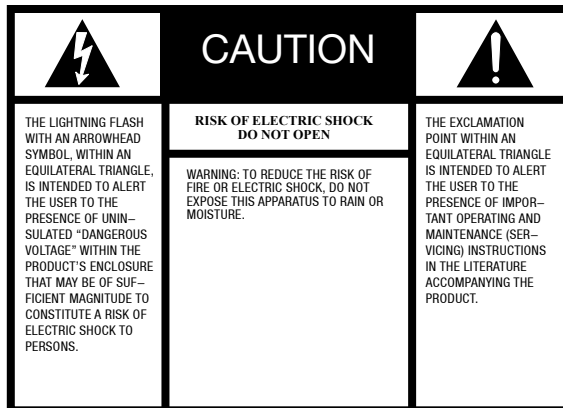 CAUTION
THE LIGHTNING FLASH
WITH AN ARROWHEAD
SYMBOL, WITHIN AN
EQUILATERAL TRIANGLE,
IS INTENDED TO ALERT
THE USER TO THE
PRESENCE OF UNIN–
SULATED “DANGEROUS
VOLTAGE” WITHIN THE
PRODUCT’S ENCLOSURE
THAT MAY BE OF SUF–
FICIENT MAGNITUDE TO
CONSTITUTE A RISK OF
ELECTRIC SHOCK TO
PERSONS.
RISK OF ELECTRIC SHOCK
DO NOT OPEN
WARNING: TO REDUCE THE RISK OF
FIRE OR ELECTRIC SHOCK, DO NOT
EXPOSE THIS APPARATUS TO RAIN OR
MOISTURE.
THE EXCLAMATION
POINT WITHIN AN
EQUILATERAL TRIANGLE
IS INTENDED TO ALERT
THE USER TO THE
PRESENCE OF IMPOR–
TANT OPERATING AND
MAINTENANCE (SER–
VICING) INSTRUCTIONS
IN THE LITERATURE
ACCOMPANYING THE
PRODUCT.